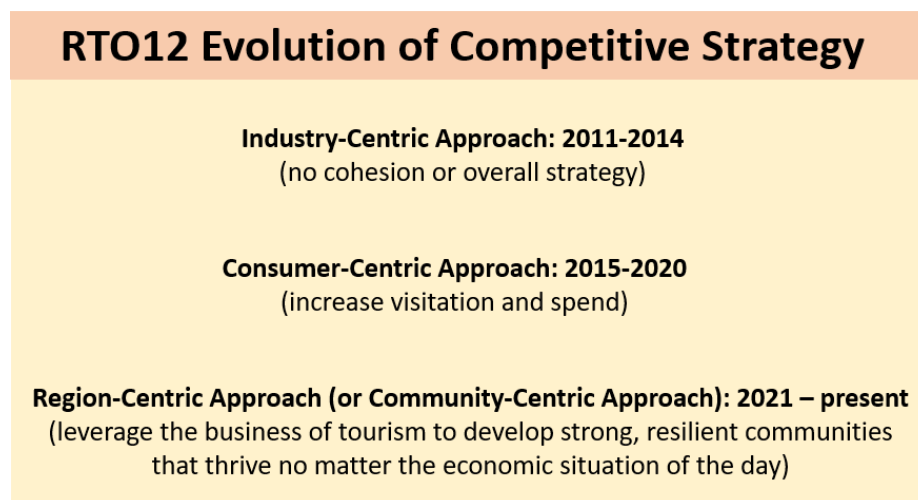 RTO12 Evolution of Competitive Strategy
Industry-Centric Approach: 2011-2014
(no cohesion or overall strategy)
Consumer-Centric Approach: 2015-2020
(increase visitation and spend)
Region-Centric Approach (or Community-Centric Approach): 2021 – present
(leverage the business of tourism to develop strong, resilient communities
that thrive no matter the economic situation of the day)